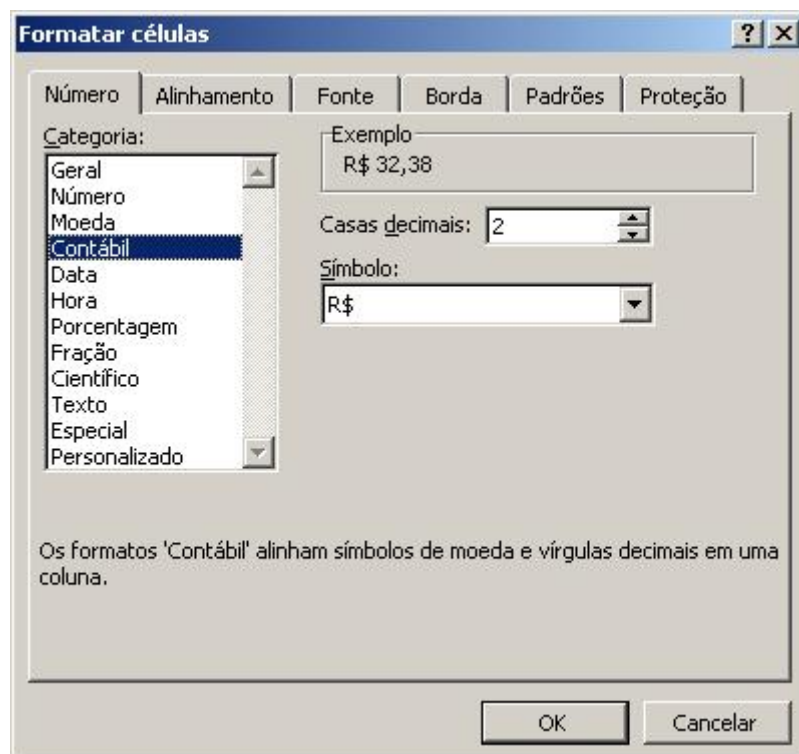 Formatar células
Número Alinhamento Fonte Borda Padrões Proteção
Categoria:
Geral
Número
Moeda
Contábil
Data
Hora
Porcentagem
Fração
Científico
Texto
Especial
Personalizado
Exemplo
R$ 32,38
Casas decimais: 2
Símbolo:
R$
Os formatos 'Contábil' alinham símbolos de moeda e vírgulas decimais em uma
coluna.
OK Cancelar